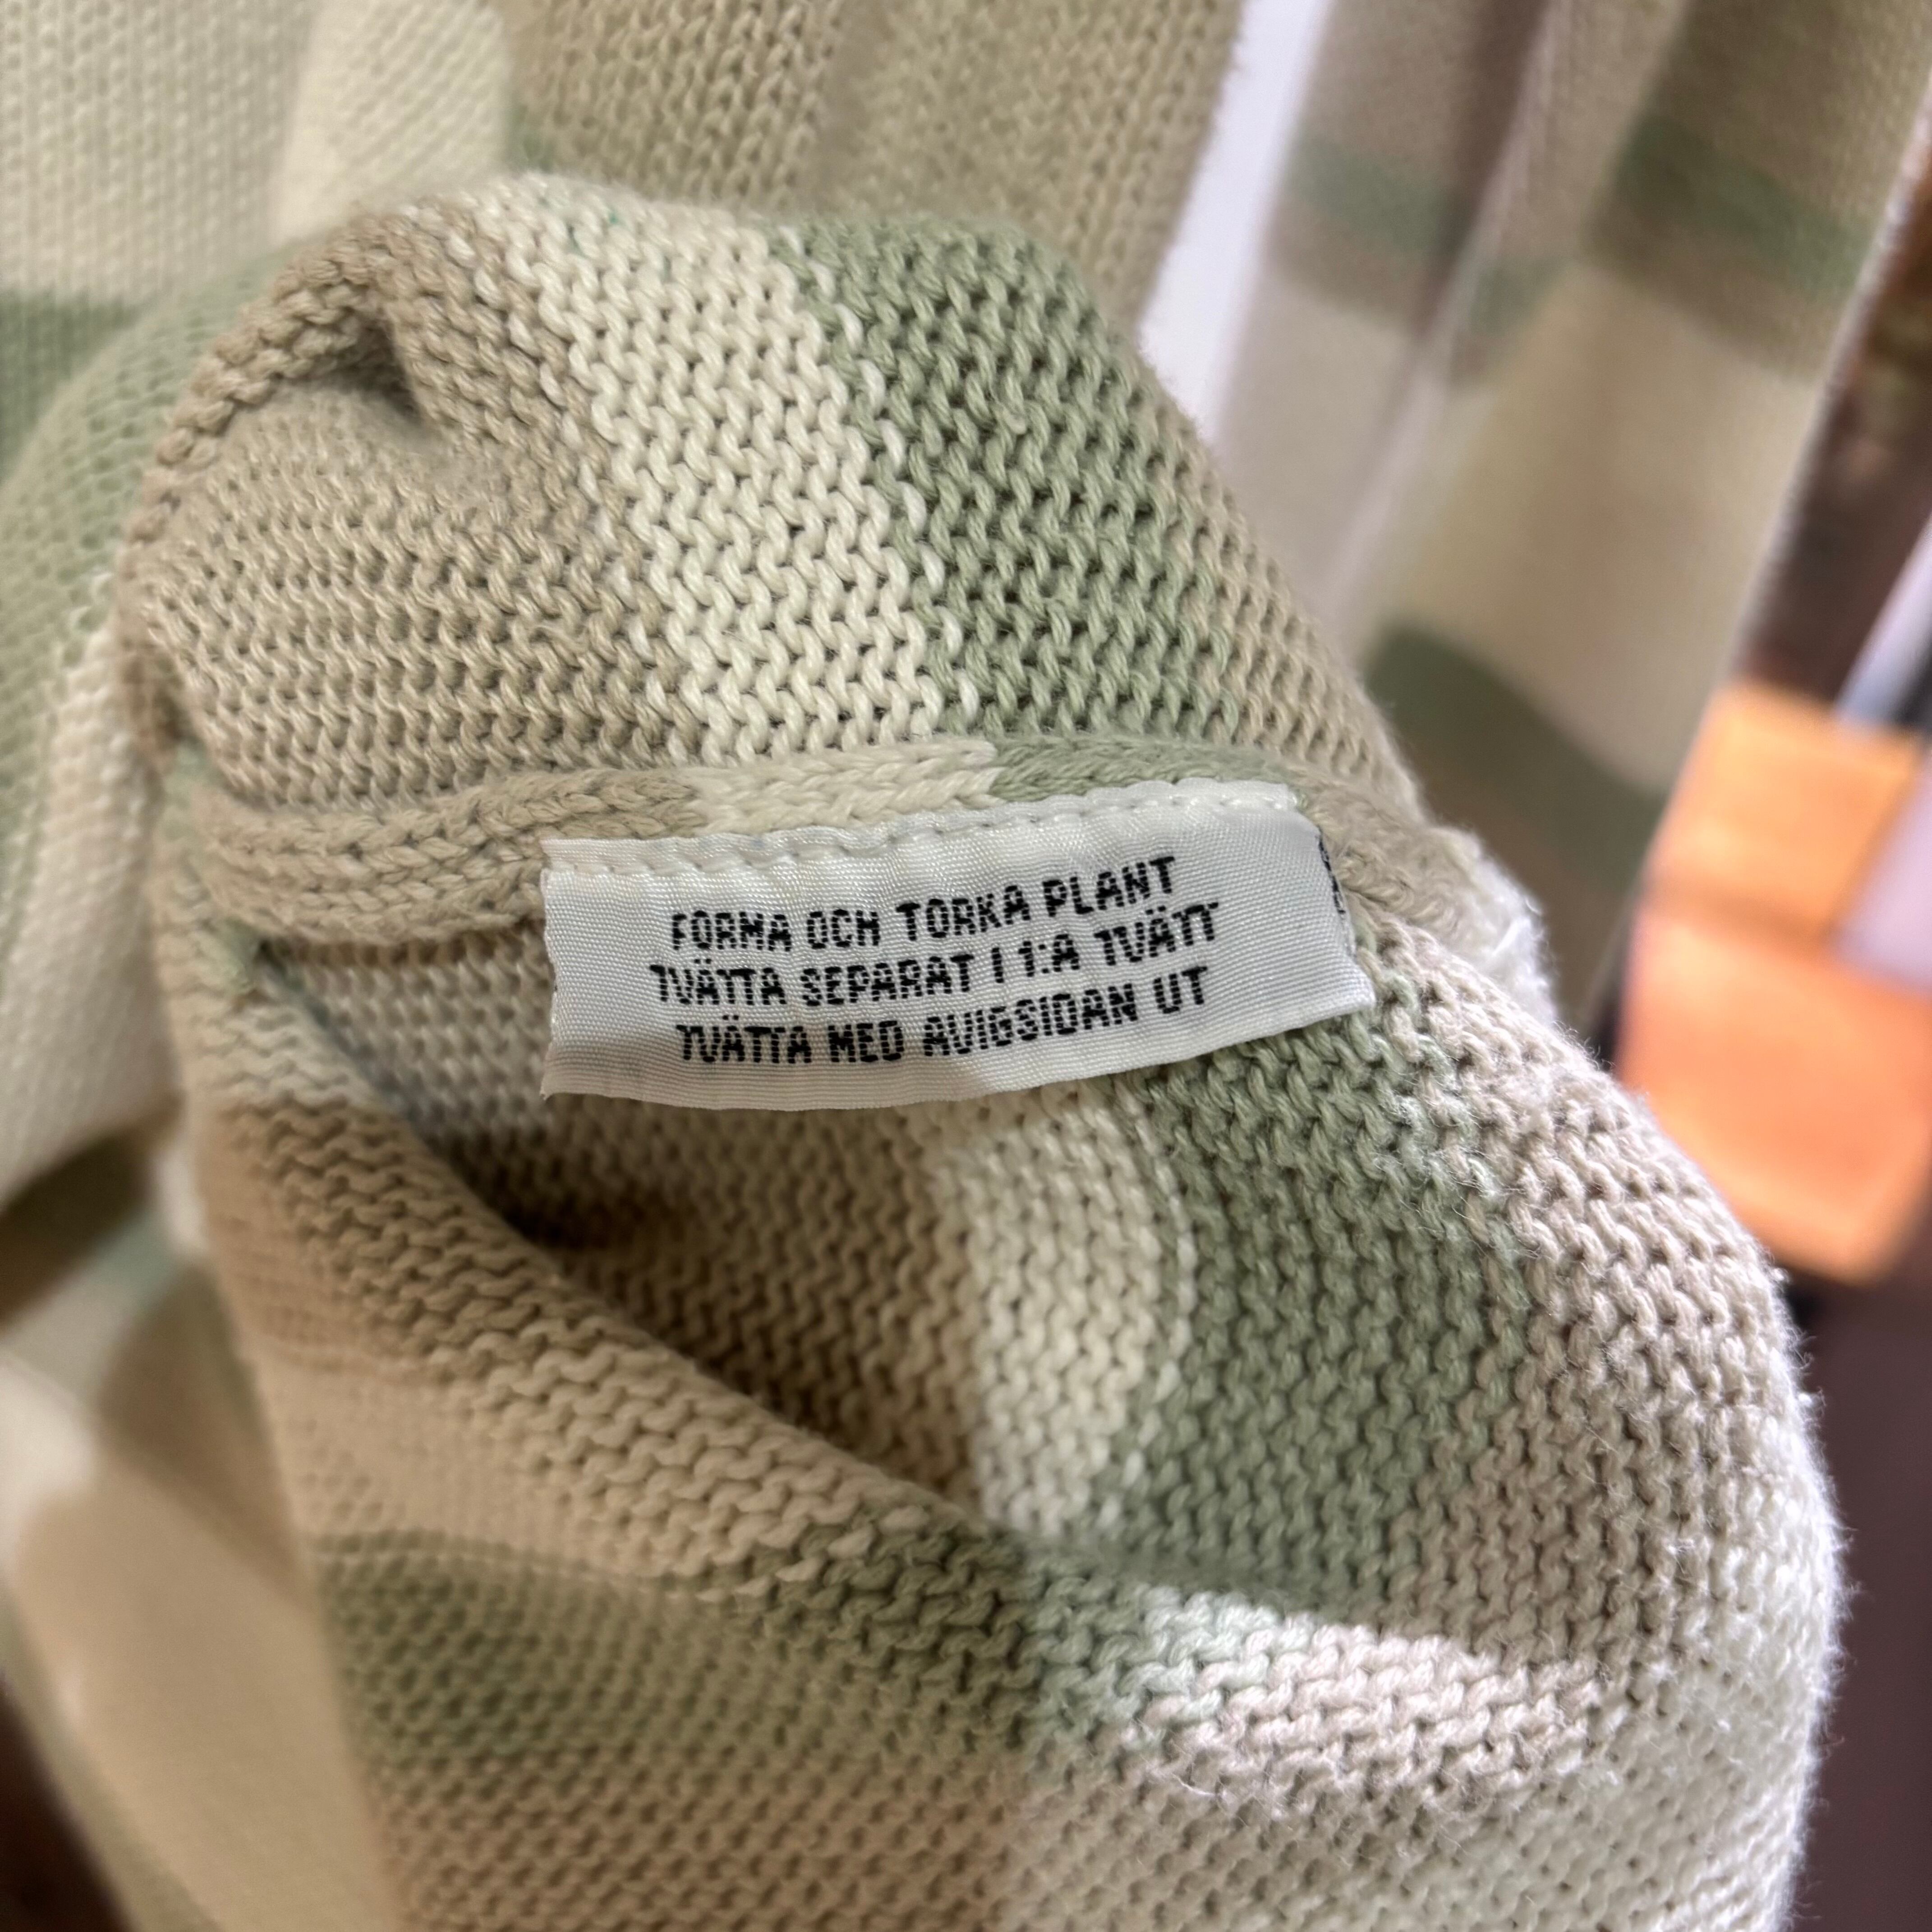 FORMA OCH TORKA PLANT
TVÄTTA SEPARAT I 1:A TVÄTT
TVÄTTA MED AVIGSIDAN UT